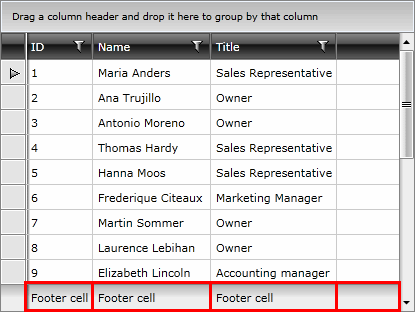 Drag a column header and drop it here to group by that column
ID Name Title
1 Maria Anders Sales Representative
2 Ana Trujillo Owner
3 Antonio Moreno Owner
4 Thomas Hardy Sales Representative
5 Hanna Moos Sales Representative
6 Frederique Citeaux Marketing Manager
7 Martin Sommer Owner
8 Laurence Lebihan Owner
9 Elizabeth Lincoln Accounting manager
Footer cell Footer cell Footer cell